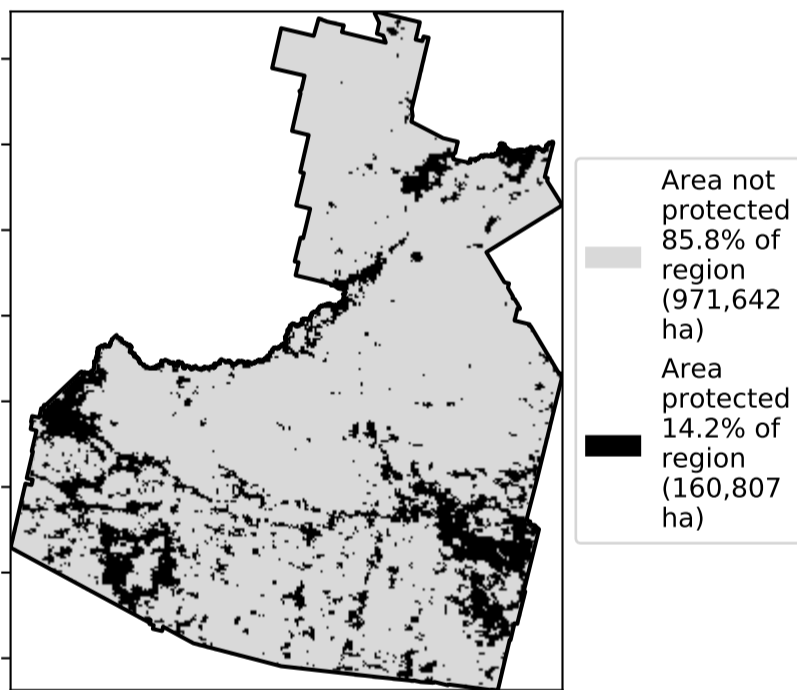 Area not
protected
85.8% of
region
(971,642
ha)
Area
protected
14.2% of
region
(160,807
ha)